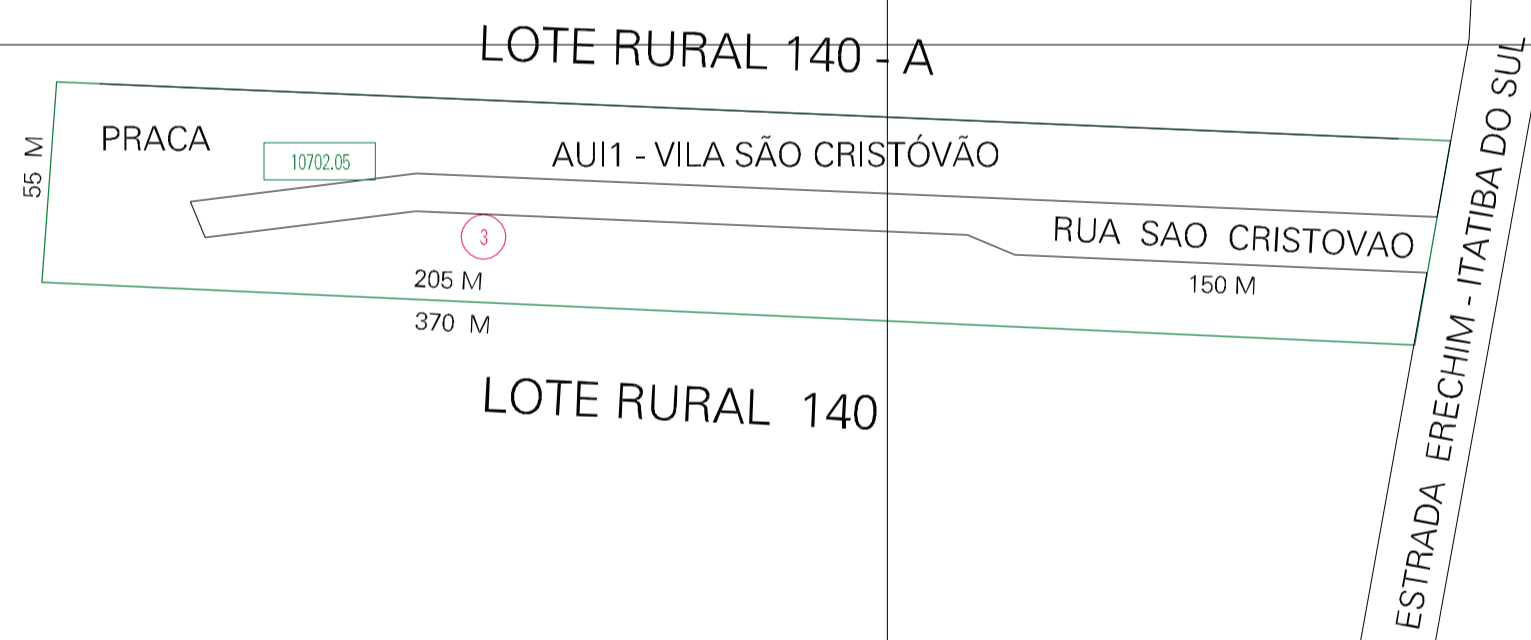 LOTE RURAL 140 - A
PRACA
55 M
10702.05
AUI1 - VILA SÃO CRISTÓVÃO
RUA SAO CRISTOVAO
3
205 M
150 M
370 M
LOTE RURAL 140
ESTRADA ERECHIM - ITATIBA DO SUL